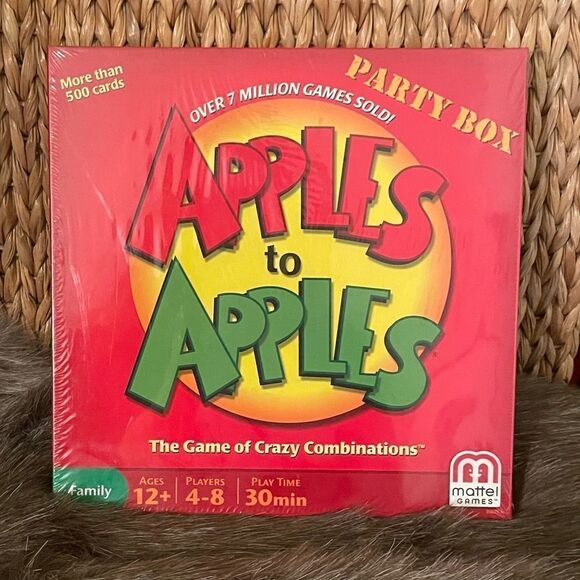 More than
500 cards
PARTY BOX
OVER 7 MILLION GAMES SOLD!
APPLES
to
APPLES
The Game of Crazy Combinations™
Family
AGES
12+
PLAYERS
4-8
PLAY TIME
30min
mattel
GAMES™